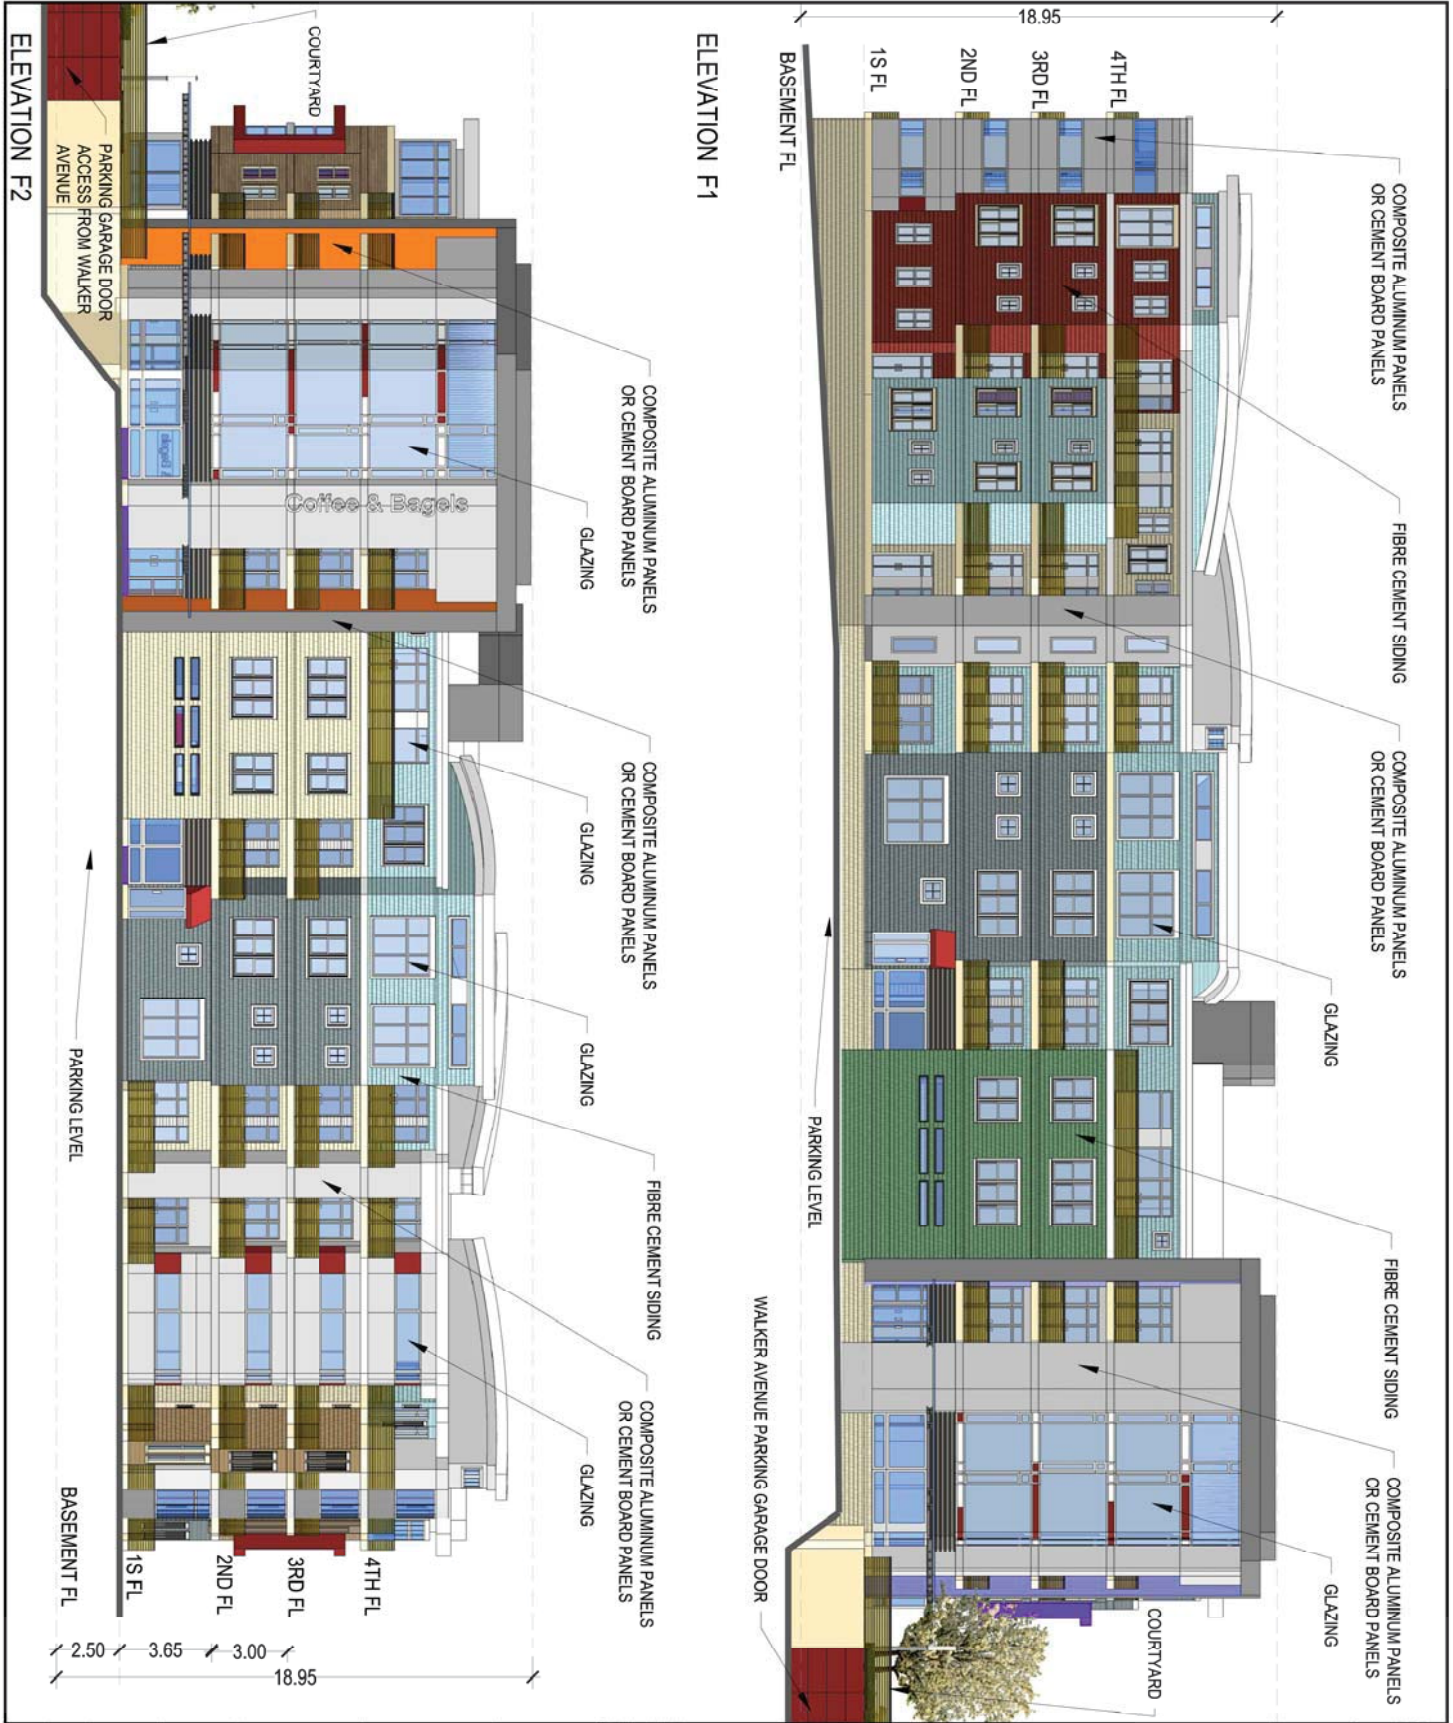 18.95
BASEMENT FL
1S FL
2ND FL
3RD FL
4TH FL
COMPOSITE ALUMINUM PANELS
OR CEMENT BOARD PANELS
FIBRE CEMENT SIDING
COMPOSITE ALUMINUM PANELS
OR CEMENT BOARD PANELS
GLAZING
FIBRE CEMENT SIDING
COMPOSITE ALUMINUM PANELS
OR CEMENT BOARD PANELS
GLAZING
COURTYARD
PARKING LEVEL
WALKER AVENUE PARKING GARAGE DOOR
ELEVATION F1
COURTYARD
COMPOSITE ALUMINUM PANELS
OR CEMENT BOARD PANELS
GLAZING
COMPOSITE ALUMINUM PANELS
OR CEMENT BOARD PANELS
GLAZING
GLAZING
FIBRE CEMENT SIDING
COMPOSITE ALUMINUM PANELS
OR CEMENT BOARD PANELS
GLAZING
Coffee & Bagels
4TH FL
3RD FL
2ND FL
1S FL
BASEMENT FL
3.00
3.65
2.50
18.95
PARKING GARAGE DOOR
ACCESS FROM WALKER
AVENUE
PARKING LEVEL
ELEVATION F2